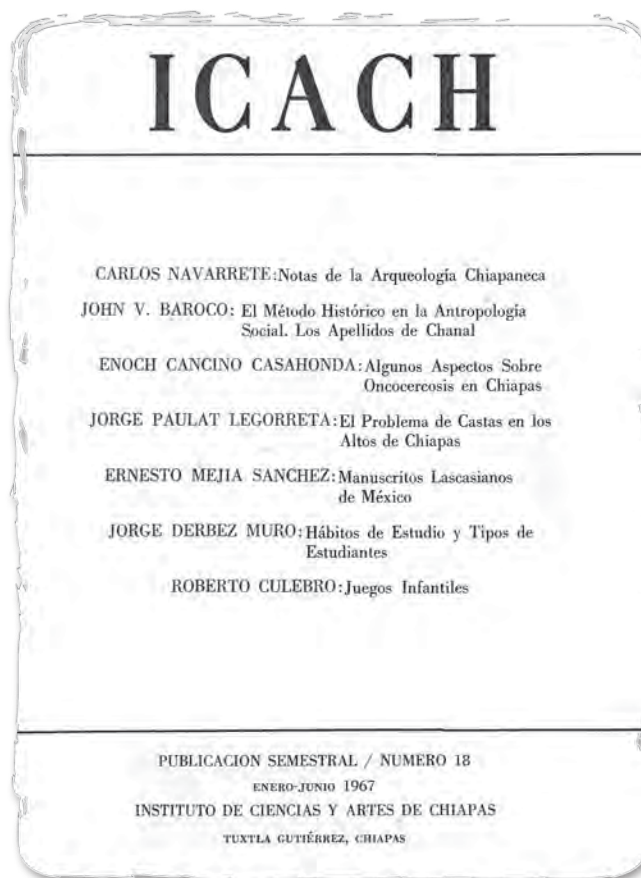 ICACH
CARLOS NAVARRETE: Notas de la Arqueología Chiapaneca
JOHN V. BAROCO: El Método Histórico en la Antropología
Social. Los Apellidos de Chanal
ENOCH CANCINO CASAHONDA: Algunos Aspectos Sobre
Oncocercosis en Chiapas
JORGE PAULAT LEGORRETA: El Problema de Castas en los
Altos de Chiapas
ERNESTO MEJIA SANCHEZ: Manuscritos Lascasianos
de México
JORGE DERBEZ MURO: Hábitos de Estudio y Tipos de
Estudiantes
ROBERTO CULEBRO: Juegos Infantiles
PUBLICACION SEMESTRAL / NUMERO 18
ENERO-JUNIO 1967
INSTITUTO DE CIENCIAS Y ARTES DE CHIAPAS
TUXTLA GUTIÉRREZ, CHIAPAS